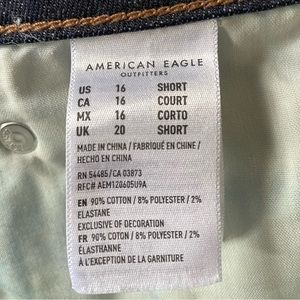 AMERICAN EAGLE
OUTFITTERS
US 16 SHORT
CA 16 COURT
MX 16 CORTO
UK 20 SHORT
MADE IN CHINA / FABRIQUÉ EN CHINE /
HECHO EN CHINA
RN 54485/CA 03873
RFC# AEM120605U9A
EN 90% COTTON / 8% POLYESTER / 2%
ELASTANE
EXCLUSIVE OF DECORATION
FR 90% COTON / 8% POLYESTER / 2%
ÉLASTHANNE
À L'EXCEPTION DE LA GARNITURE